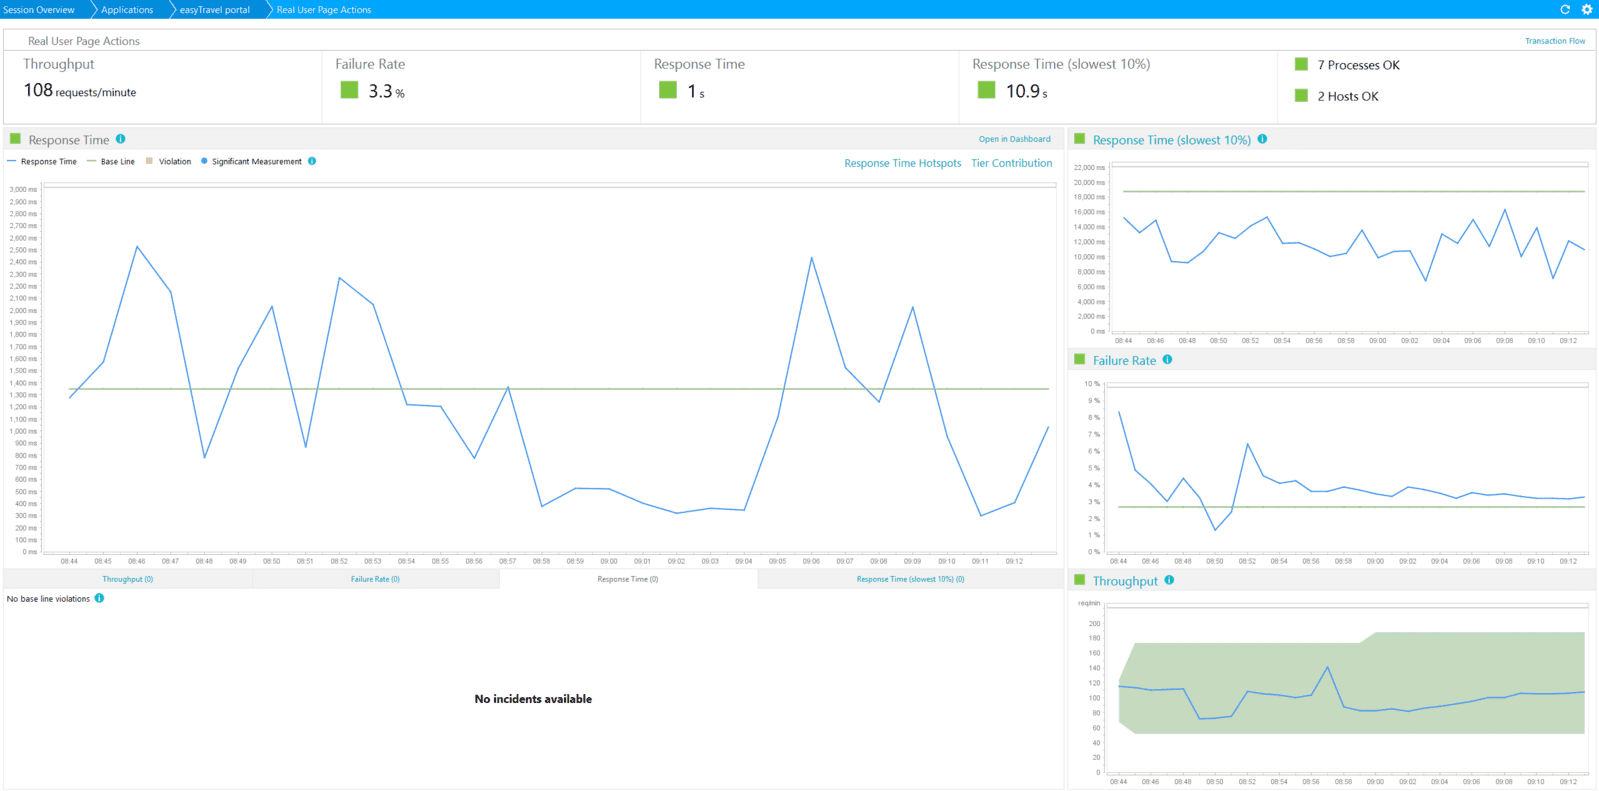 Session Overview Applications easyTravel portal Real User Page Actions
Real User Page Actions Transaction Flow
Throughput
108 requests/minute
Failure Rate
3.3 %
Response Time
1 s
Response Time (slowest 10%)
10.9 s
7 Processes OK
2 Hosts OK
Response Time Open in Dashboard
Response Time Base Line Violation Significant Measurement
Response Time Hotspots Tier Contribution
3,000 ms
2,900 ms
2,800 ms
2,700 ms
2,600 ms
2,500 ms
2,400 ms
2,300 ms
2,200 ms
2,100 ms
2,000 ms
1,900 ms
1,800 ms
1,700 ms
1,600 ms
1,500 ms
1,400 ms
1,300 ms
1,200 ms
1,100 ms
1,000 ms
900 ms
800 ms
700 ms
600 ms
500 ms
400 ms
300 ms
200 ms
100 ms
0 ms
08:44 08:45 08:46 08:47 08:48 08:49 08:50 08:51 08:52 08:53 08:54 08:55 08:56 08:57 08:58 08:59 09:00 09:01 09:02 09:03 09:04 09:05 09:06 09:07 09:08 09:09 09:10 09:11 09:12
Throughput (0) Failure Rate (0) Response Time (0) Response Time (slowest 10%) (0)
No base line violations
No incidents available
Response Time (slowest 10%)
22,000 ms
20,000 ms
18,000 ms
16,000 ms
14,000 ms
12,000 ms
10,000 ms
8,000 ms
6,000 ms
4,000 ms
2,000 ms
0 ms
08:44 08:46 08:48 08:50 08:52 08:54 08:56 08:58 09:00 09:02 09:04 09:06 09:08 09:10 09:12
Failure Rate
10 %
9 %
8 %
7 %
6 %
5 %
4 %
3 %
2 %
1 %
0 %
08:44 08:46 08:48 08:50 08:52 08:54 08:56 08:58 09:00 09:02 09:04 09:06 09:08 09:10 09:12
Throughput
req/min
200
180
160
140
120
100
80
60
40
20
0
08:44 08:46 08:48 08:50 08:52 08:54 08:56 08:58 09:00 09:02 09:04 09:06 09:08 09:10 09:12